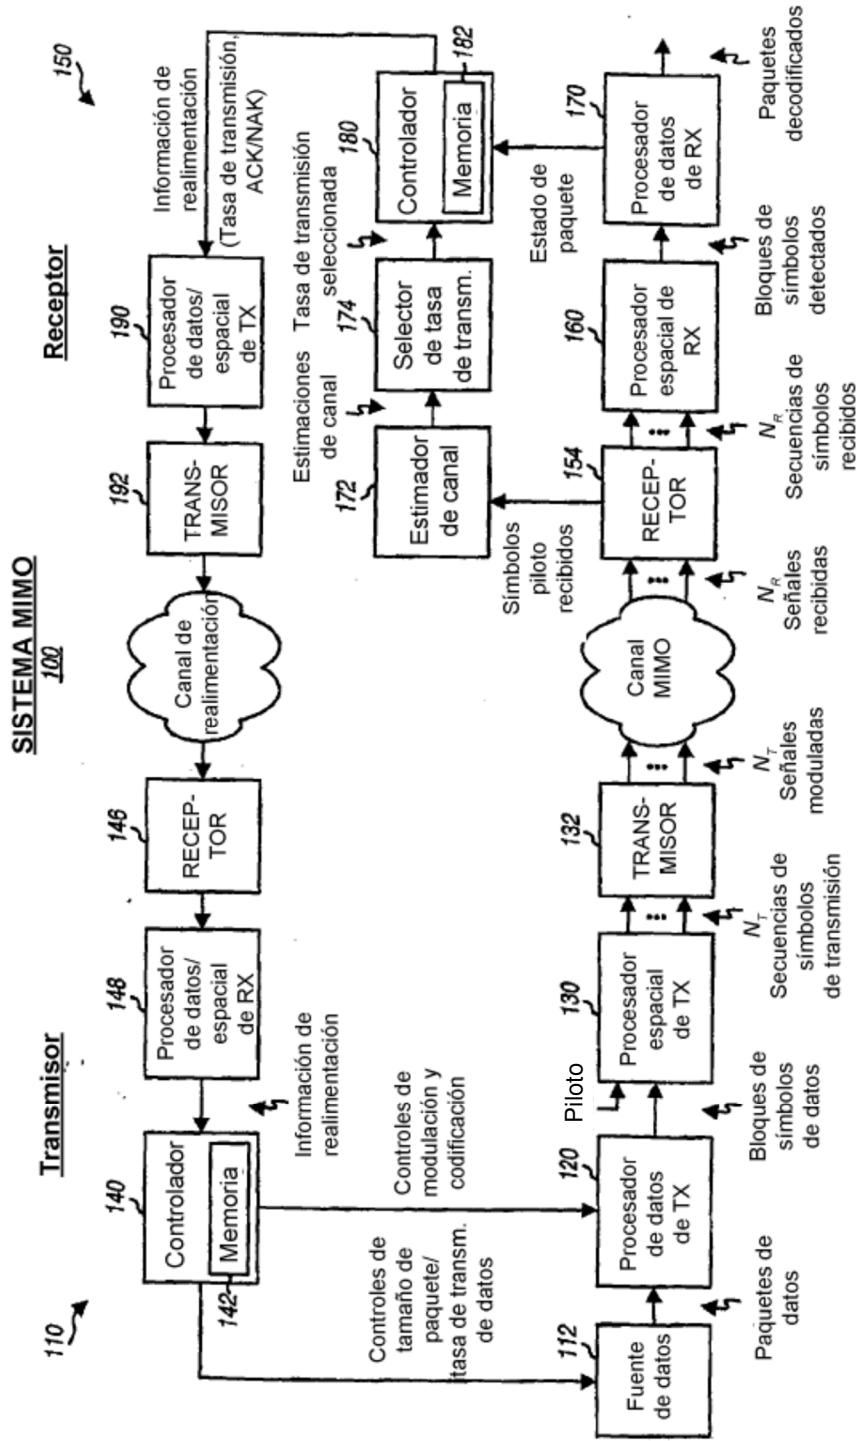 SISTEMA MIMO
100
110
Transmisor
Receptor
150
140
Controlador
Memoria
142
148
Procesador
de datos/
espacial
de RX
146
RECEP-
TOR
Canal de
realimentación
192
TRANS-
MISOR
190
Procesador
de datos/
espacial
de TX
Información de
realimentación
(Tasa de transmisión,
ACK/NAK)
Información de
realimentación
Controles de
modulación y
codificación
Controles de
tamaño de
paquete/
tasa de transm.
de datos
172
Estimador
de canal
Estimaciones
de canal
174
Selector
de tasa
de transm.
Tasa de transmisión
seleccionada
180
Controlador
Memoria
182
Símbolos
piloto
recibidos
Estado de
paquete
112
Fuente
de datos
Paquetes de
datos
120
Procesador
de datos
de TX
Bloques de
símbolos
de datos
Piloto
130
Procesador
espacial
de TX
N_T
Secuencias de
símbolos
de transmisión
132
TRANS-
MISOR
N_T
Señales
moduladas
Canal
MIMO
N_R
Señales
recibidas
154
RECEP-
TOR
N_R
Secuencias de
símbolos
recibidos
160
Procesador
espacial de
RX
Bloques de
símbolos
detectados
170
Procesador
de datos
de RX
Paquetes
decodificados